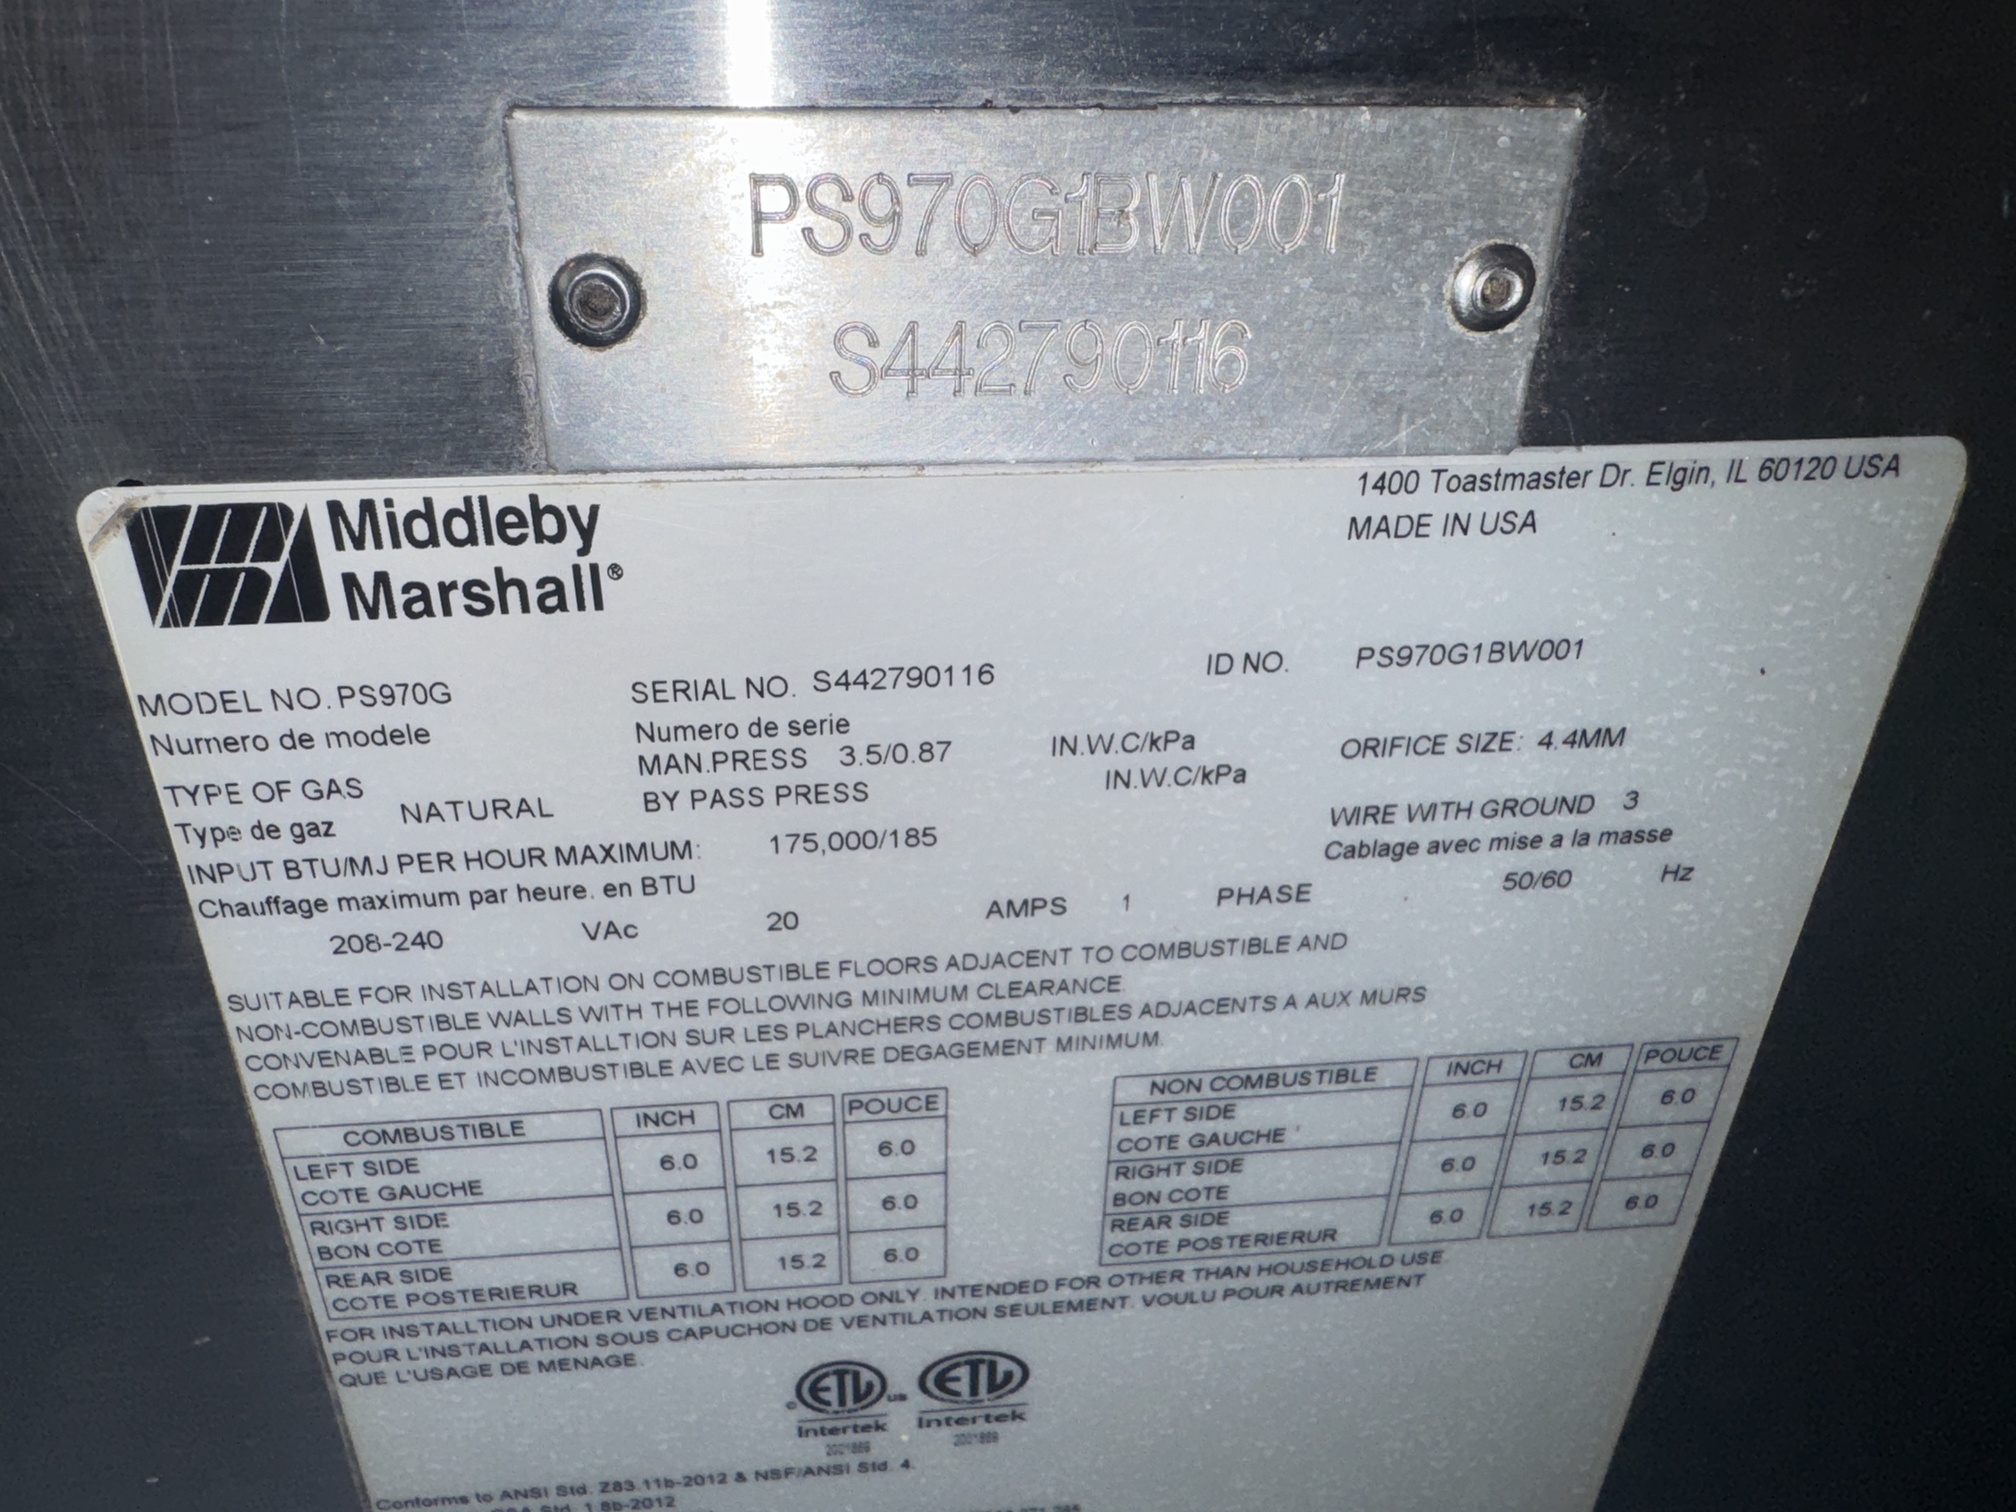 PS970G1BW001
S442790116
1400 Toastmaster Dr. Elgin, IL 60120 USA
MADE IN USA
Middleby
Marshall®
MODEL NO. PS970G SERIAL NO. S442790116 ID NO. PS970G1BW001
Numero de modele Numero de serie
MAN.PRESS 3.5/0.87 IN.W.C/kPa ORIFICE SIZE: 4.4MM
TYPE OF GAS NATURAL BY PASS PRESS IN.W.C/kPa
Type de gaz WIRE WITH GROUND 3
INPUT BTU/MJ PER HOUR MAXIMUM: 175,000/185 Cablage avec mise a la masse
Chauffage maximum par heure. en BTU
208-240 VAc 20 AMPS 1 PHASE 50/60 Hz
SUITABLE FOR INSTALLATION ON COMBUSTIBLE FLOORS ADJACENT TO COMBUSTIBLE AND
NON-COMBUSTIBLE WALLS WITH THE FOLLOWING MINIMUM CLEARANCE.
CONVENABLE POUR L'INSTALLTION SUR LES PLANCHERS COMBUSTIBLES ADJACENTS A AUX MURS
COMBUSTIBLE ET INCOMBUSTIBLE AVEC LE SUIVRE DEGAGEMENT MINIMUM.
COMBUSTIBLE INCH CM POUCE
LEFT SIDE 6.0 15.2 6.0
COTE GAUCHE
RIGHT SIDE 6.0 15.2 6.0
BON COTE
REAR SIDE 6.0 15.2 6.0
COTE POSTERIERUR
NON COMBUSTIBLE INCH CM POUCE
LEFT SIDE 6.0 15.2 6.0
COTE GAUCHE
RIGHT SIDE 6.0 15.2 6.0
BON COTE
REAR SIDE 6.0 15.2 6.0
COTE POSTERIERUR
FOR INSTALLTION UNDER VENTILATION HOOD ONLY. INTENDED FOR OTHER THAN HOUSEHOLD USE.
POUR L'INSTALLATION SOUS CAPUCHON DE VENTILATION SEULEMENT. VOULU POUR AUTREMENT
QUE L'USAGE DE MENAGE.
C ETL US ETL
Intertek Intertek
Conforms to ANSI Std. Z83.11b-2012 & NSF/ANSI Std. 4.
Std. 1.8b-2012